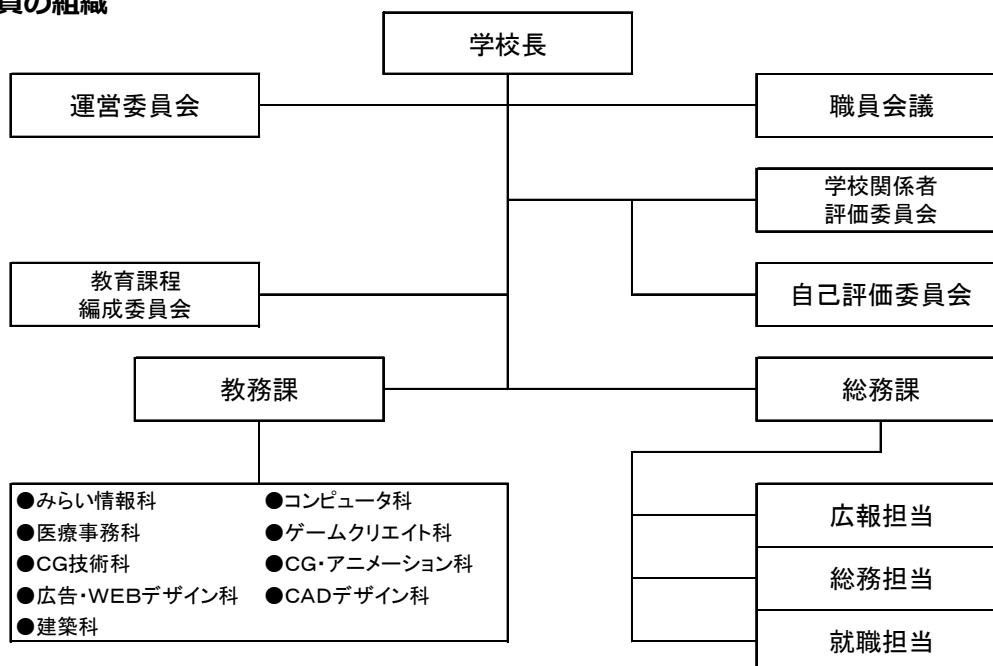 員の組織
学校長
運営委員会
職員会議
学校関係者
評価委員会
教育課程
編成委員会
自己評価委員会
教務課
総務課
●みらい情報科
●コンピュータ科
●医療事務科
●ゲームクリエイト科
●CG技術科
●CG・アニメーション科
●広告・WEBデザイン科
●CADデザイン科
●建築科
広報担当
総務担当
就職担当